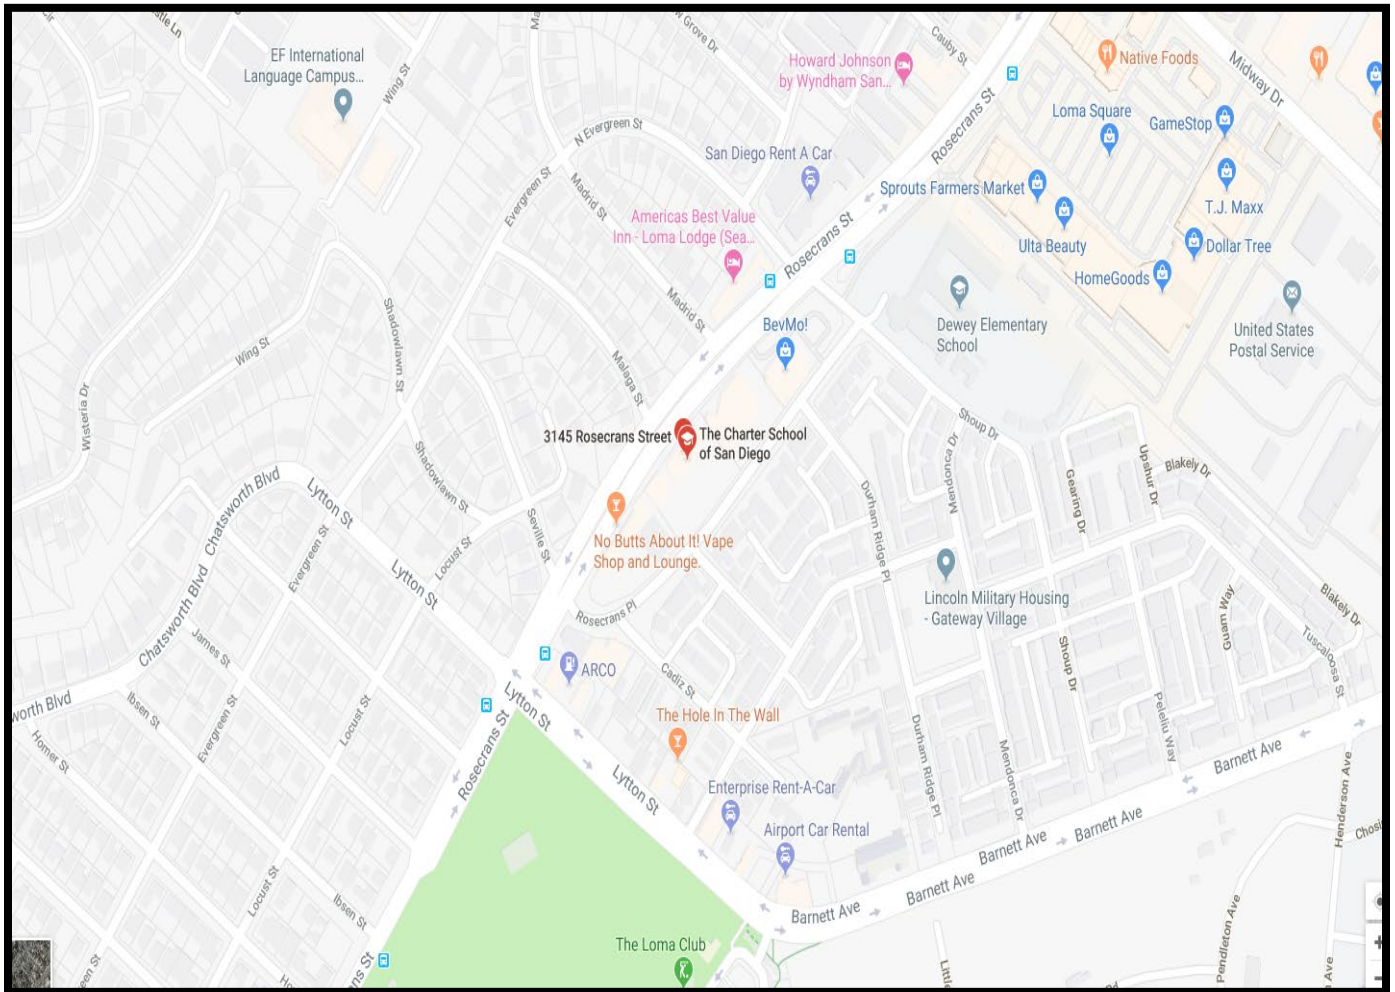 EF International
Language Campus...
Wing St
Cauby St
Howard Johnson
by Wyndham San...
Native Foods
Midway Dr
Rosecrans St
Loma Square
GameStop
N Evergreen St
San Diego Rent A Car
Sprouts Farmers Market
T.J. Maxx
Evergreen St
Madrid St
Americas Best Value
Inn - Loma Lodge (Sea...
Rosecrans St
Ulta Beauty
Dollar Tree
HomeGoods
Madrid St
BevMo!
Dewey Elementary
School
United States
Postal Service
Shadowlawn St
Wing St
Malaga St
Wisteria Dr
3145 Rosecrans Street
The Charter School
of San Diego
Shoup Dr
Mendonca Dr
Gearing Dr
Upshur Dr
Blakely Dr
Shadowlawn St
Chatsworth Blvd
Chatsworth Blvd
Lytton St
Durham Ridge Pl
Seville St
No Butts About It! Vape
Shop and Lounge.
Evergreen St
Locust St
Lytton St
Lincoln Military Housing
- Gateway Village
Rosecrans Pl
Guam Way
Blakely Dr
Tuscaloosa St
James St
ARCO
Cadiz St
Shoup Dr
worth Blvd
Ibsen St
Evergreen St
Locust St
Lytton St
The Hole In The Wall
Peleliu Way
Homer St
Rosecrans St
Lytton St
Durham Ridge Pl
Mendonca Dr
Barnett Ave
Enterprise Rent-A-Car
Airport Car Rental
Barnett Ave
Barnett Ave
Barnett Ave
Henderson Ave
Locust St
Ibsen St
Barnett Ave
The Loma Club
Pendleton Ave